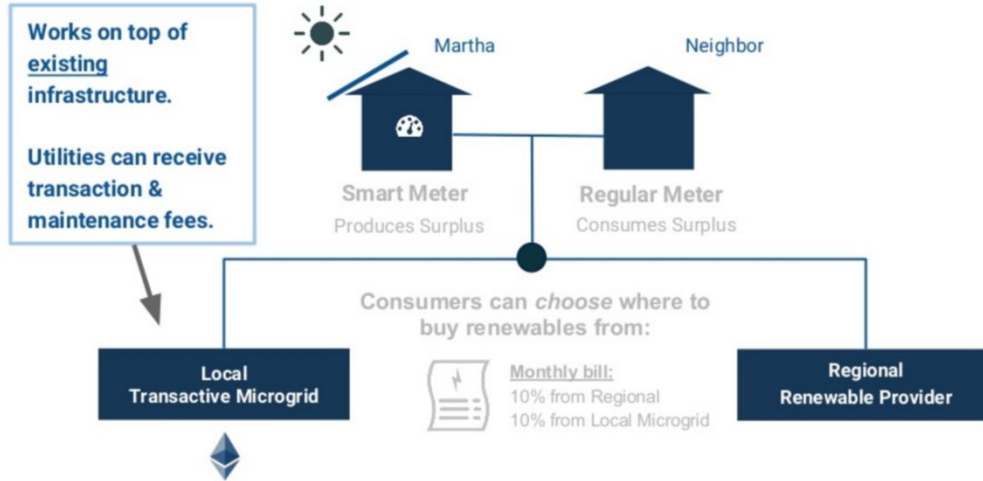 Works on top of
existing
infrastructure.
Utilities can receive
transaction &
maintenance fees.
Martha
Neighbor
Smart Meter
Produces Surplus
Regular Meter
Consumes Surplus
Consumers can choose where to
buy renewables from:
Monthly bill:
10% from Regional
10% from Local Microgrid
Local
Transactive Microgrid
Regional
Renewable Provider